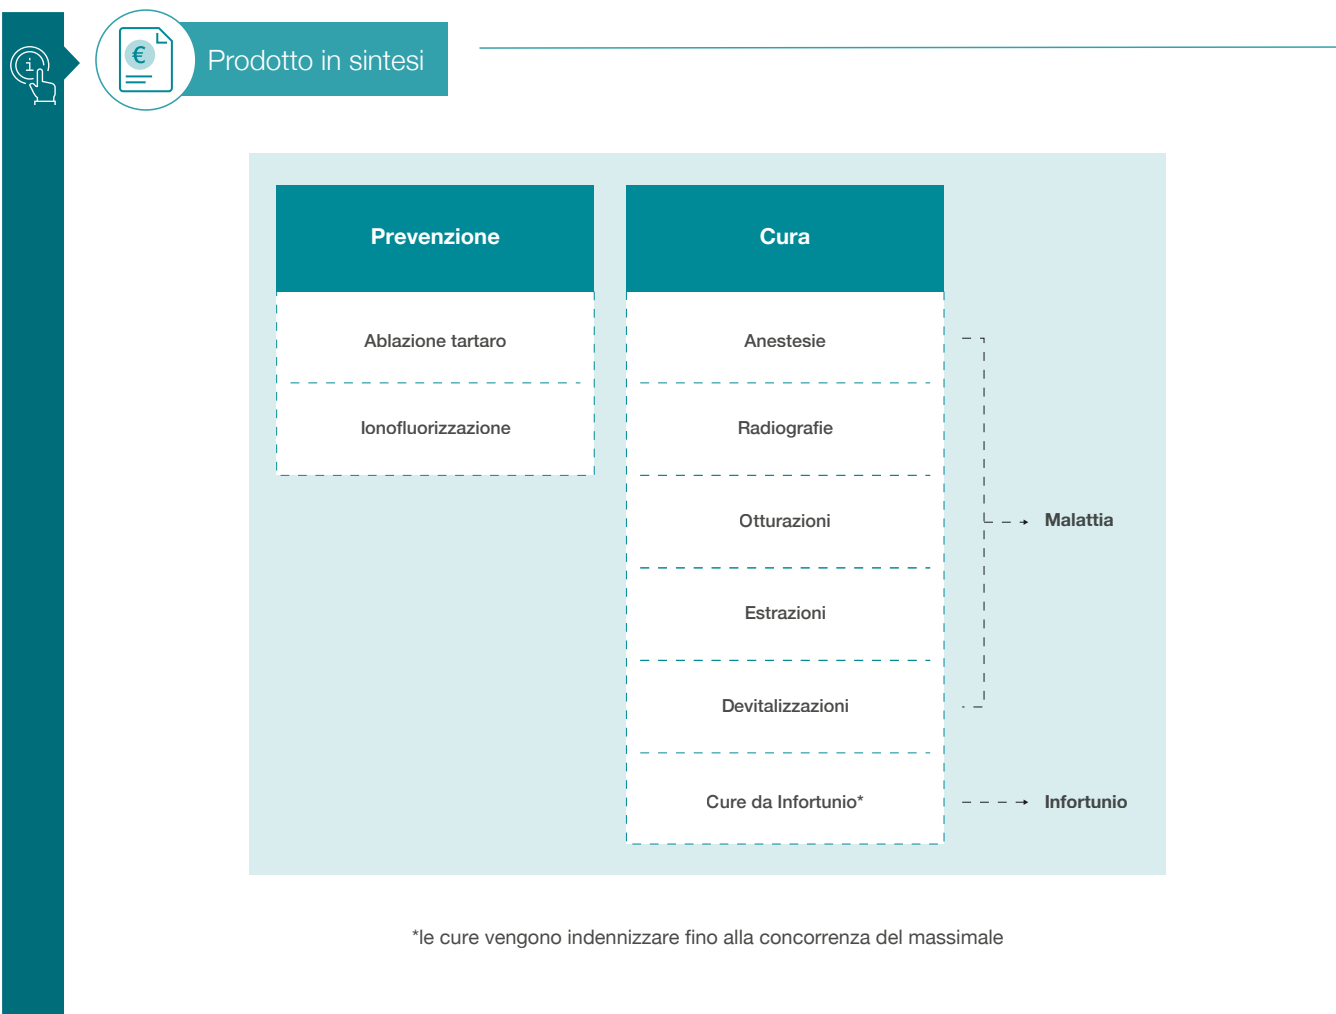 i
€
Prodotto in sintesi
Prevenzione
Ablazione tartaro
Ionofluorizzazione
Cura
Anestesie
Radiografie
Otturazioni
Estrazioni
Devitalizzazioni
Cure da Infortunio*
Malattia
Infortunio
*le cure vengono indennizzare fino alla concorrenza del massimale